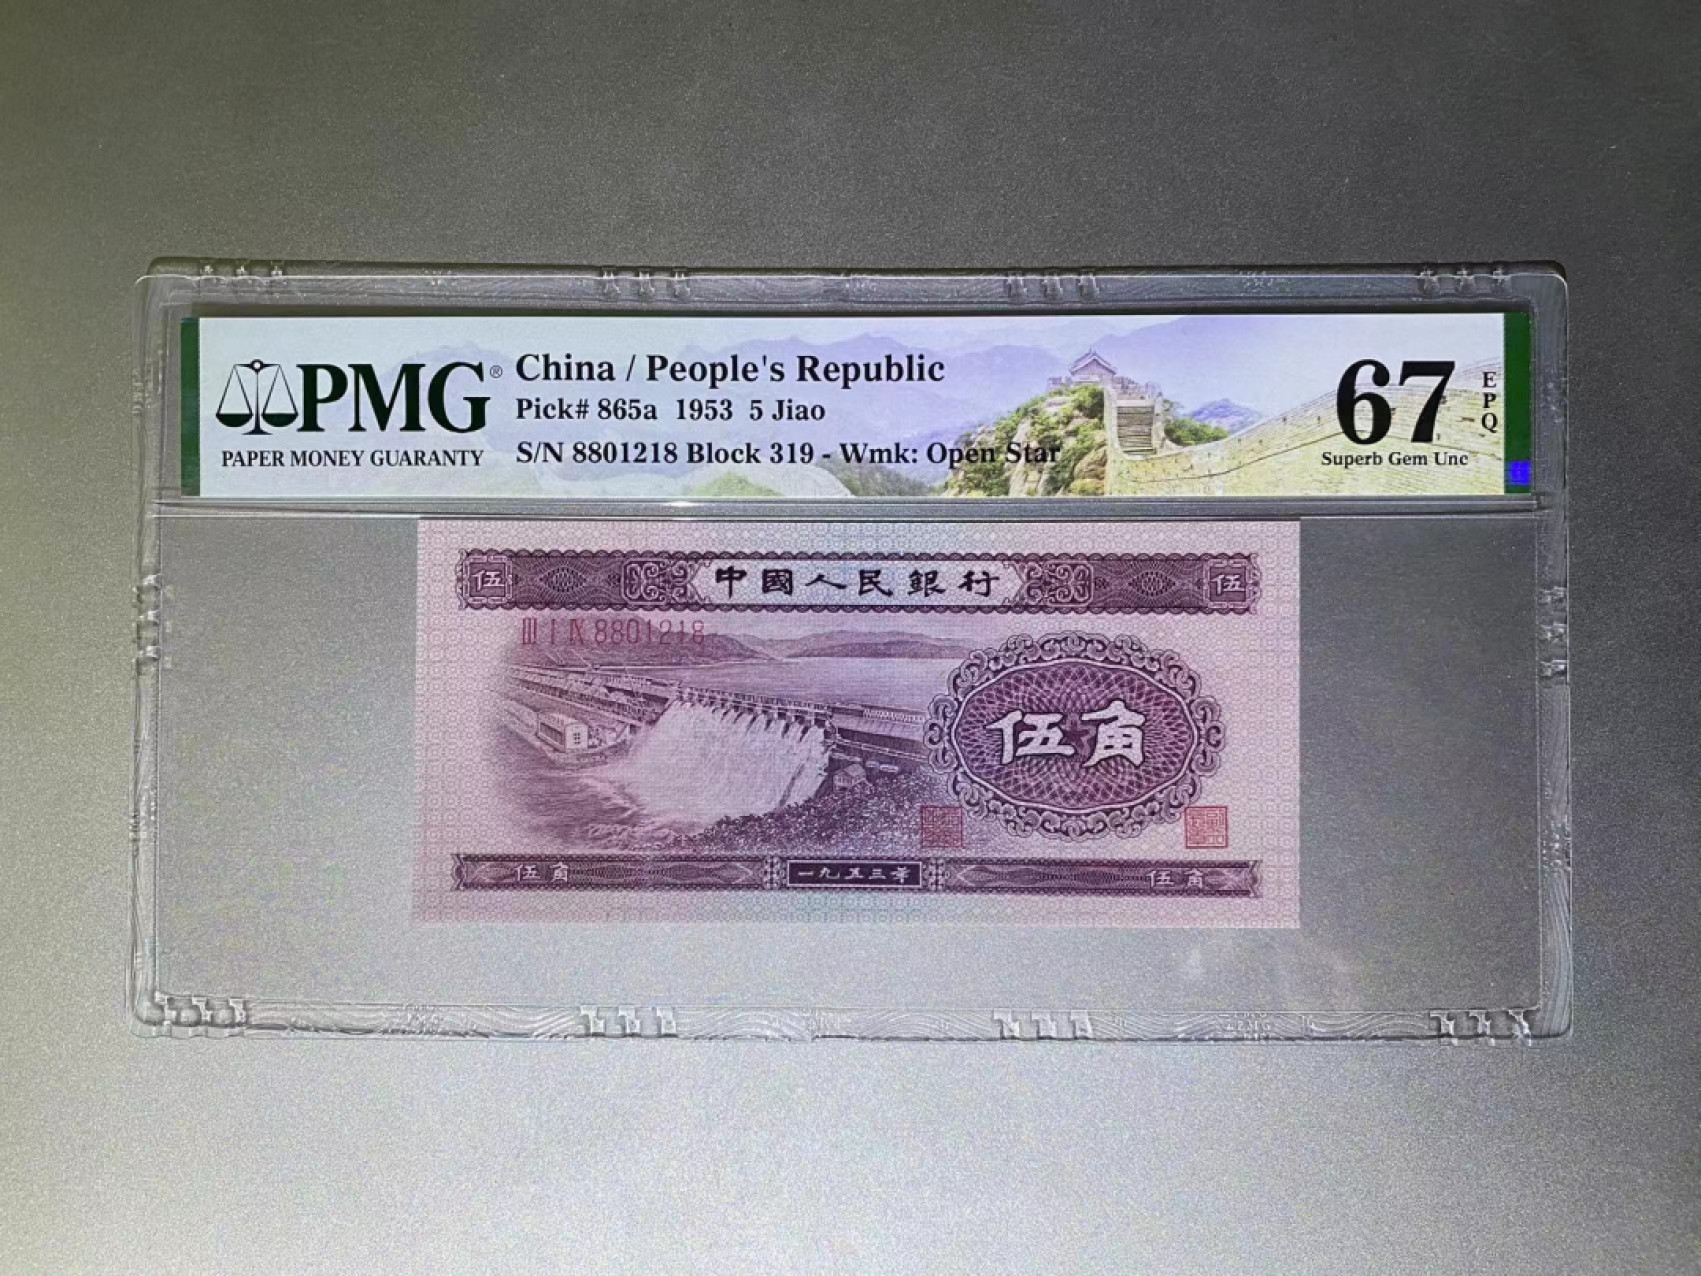 PMG®
PAPER MONEY GUARANTY
China / People's Republic
Pick# 865a 1953 5 Jiao
S/N 8801218 Block 319 - Wmk: Open Star
67
EPQ
Superb Gem Unc
伍 中國人民銀行 伍
III I IX 8801218
伍角
伍角 一九五三年 伍角